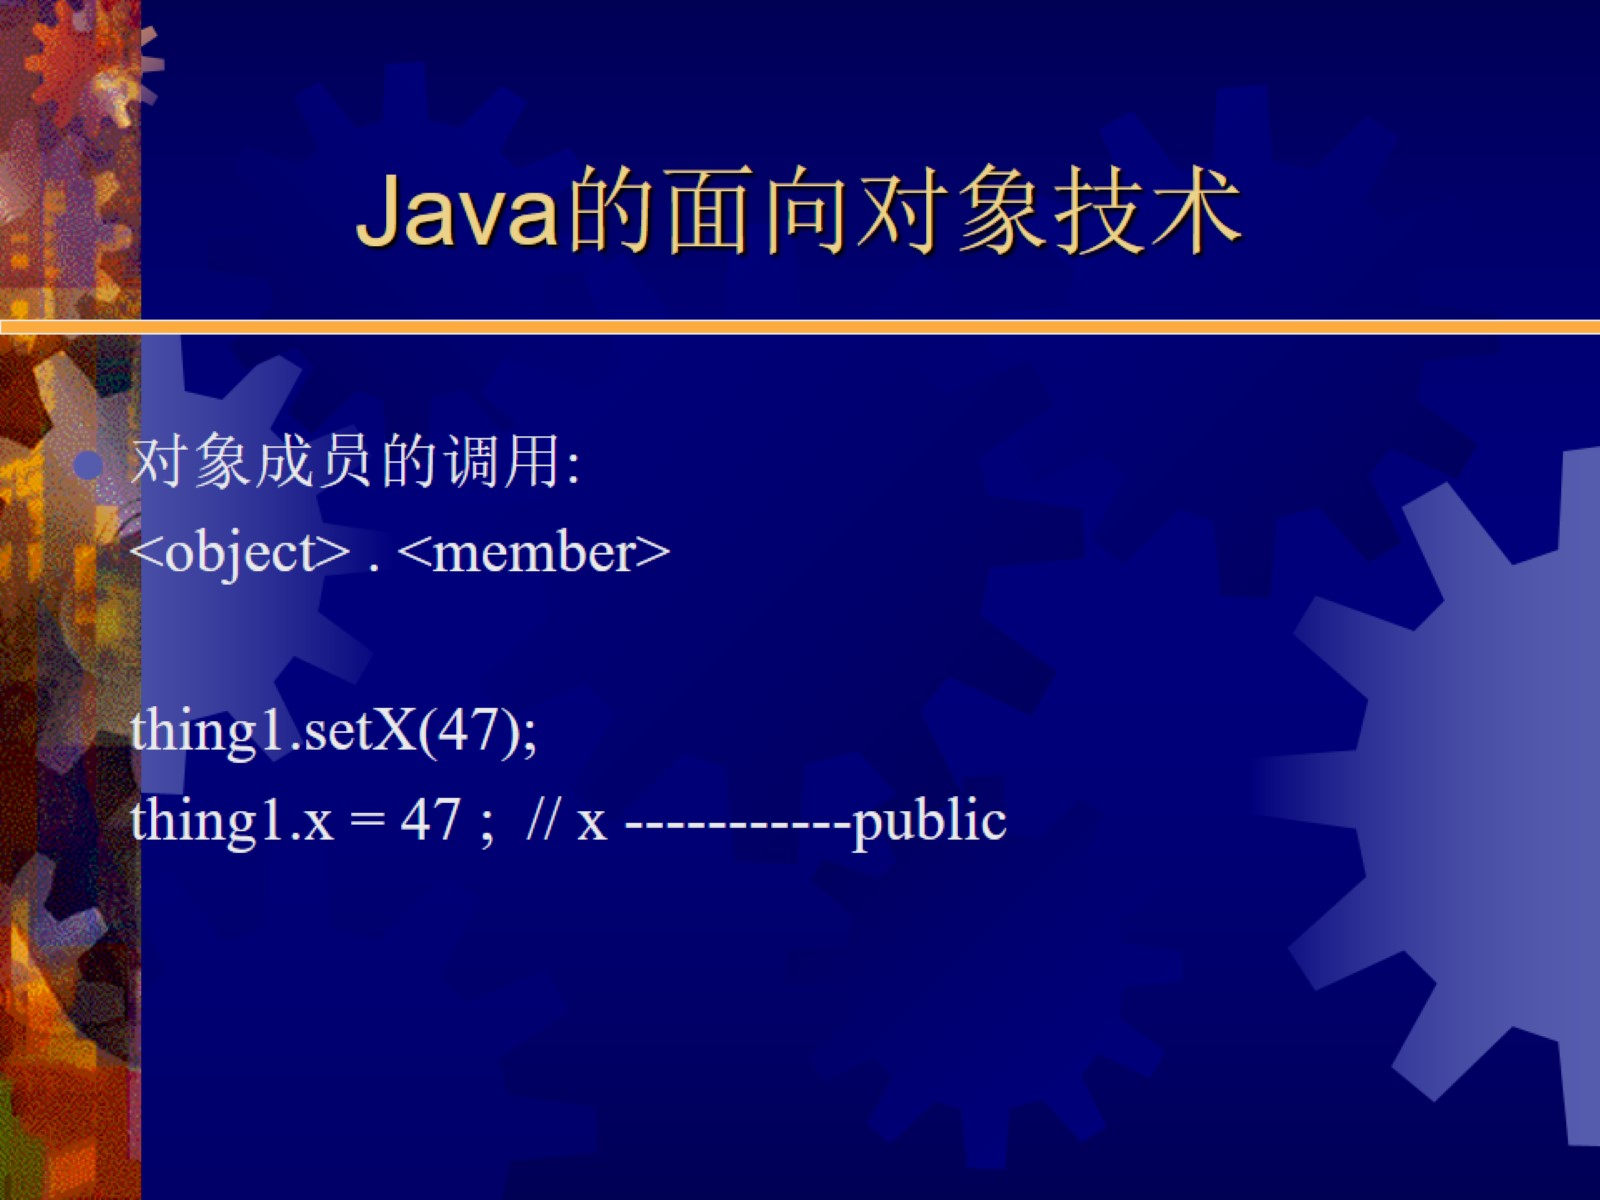 Java的面向对象技术
对象成员的调用:
<object> . <member>
thing1.setX(47);
thing1.x = 47 ;  // x -----------public